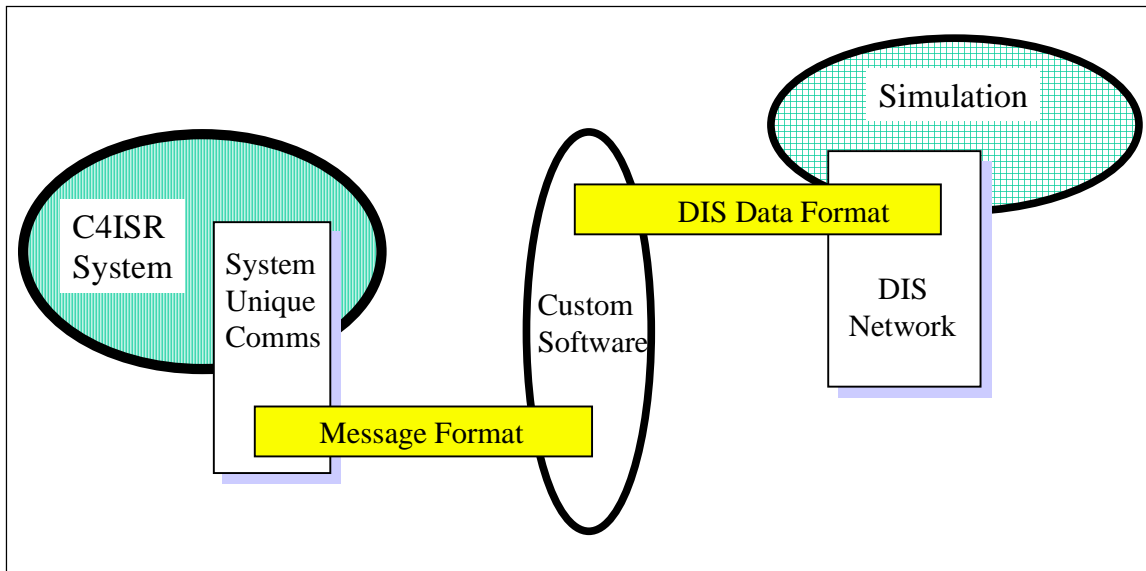 C4ISR
System
System
Unique
Comms
Message Format
Custom
Software
DIS Data Format
Simulation
DIS
Network